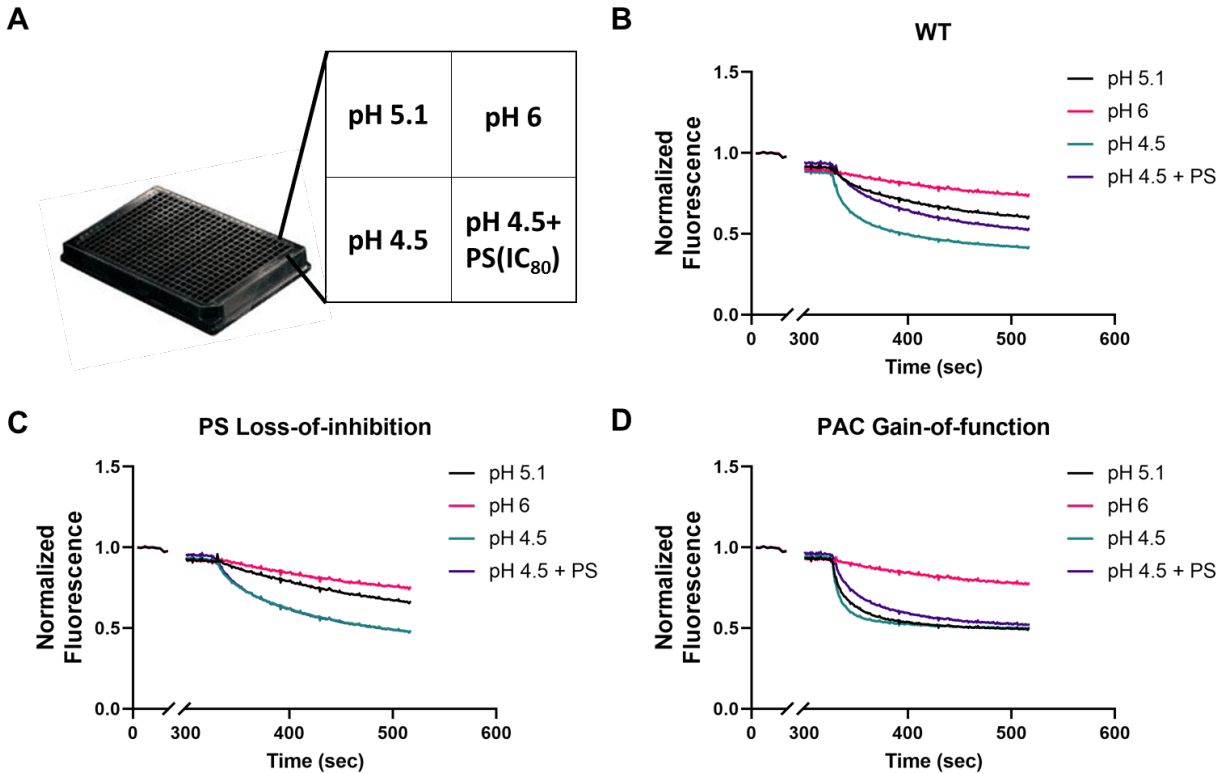 A
pH 5.1
pH 6
pH 4.5
pH 4.5+
PS(IC80)
B
WT
Normalized
Fluorescence
1.5
1.0
0.5
0.0
0
300
400
500
600
Time (sec)
pH 5.1
pH 6
pH 4.5
pH 4.5 + PS
C
PS Loss-of-inhibition
Normalized
Fluorescence
1.5
1.0
0.5
0.0
0
300
400
500
600
Time (sec)
pH 5.1
pH 6
pH 4.5
pH 4.5 + PS
D
PAC Gain-of-function
Normalized
Fluorescence
1.5
1.0
0.5
0.0
0
300
400
500
600
Time (sec)
pH 5.1
pH 6
pH 4.5
pH 4.5 + PS